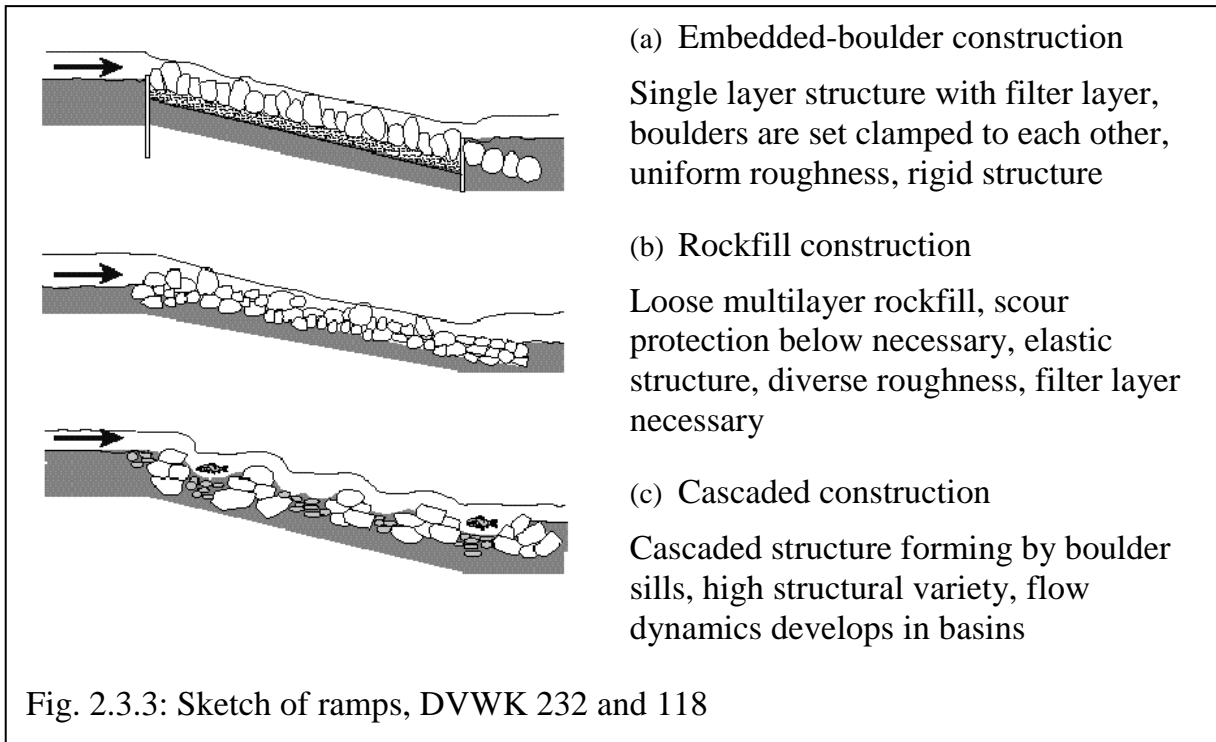 (a) Embedded-boulder construction
Single layer structure with filter layer,
boulders are set clamped to each other,
uniform roughness, rigid structure
(b) Rockfill construction
Loose multilayer rockfill, scour
protection below necessary, elastic
structure, diverse roughness, filter layer
necessary
(c) Cascaded construction
Cascaded structure forming by boulder
sills, high structural variety, flow
dynamics develops in basins
Fig. 2.3.3: Sketch of ramps, DVWK 232 and 118